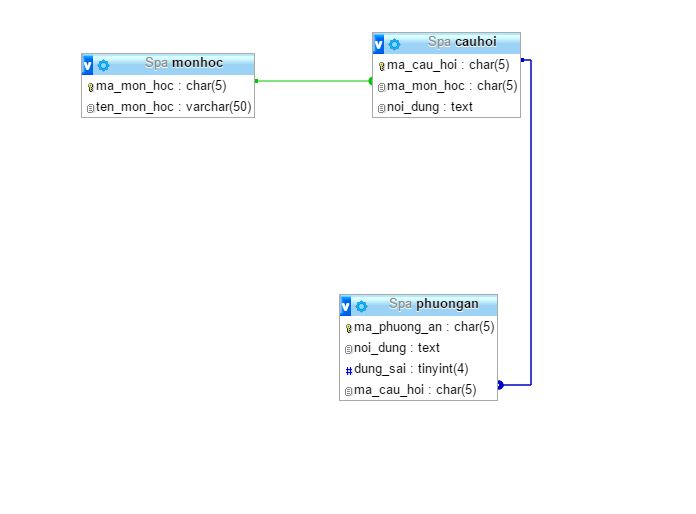 v Spa monhoc
ma_mon_hoc : char(5)
ten_mon_hoc : varchar(50)
v Spa cauhoi
ma_cau_hoi : char(5)
ma_mon_hoc : char(5)
noi_dung : text
v Spa phuongan
ma_phuong_an : char(5)
noi_dung : text
# dung_sai : tinyint(4)
ma_cau_hoi : char(5)